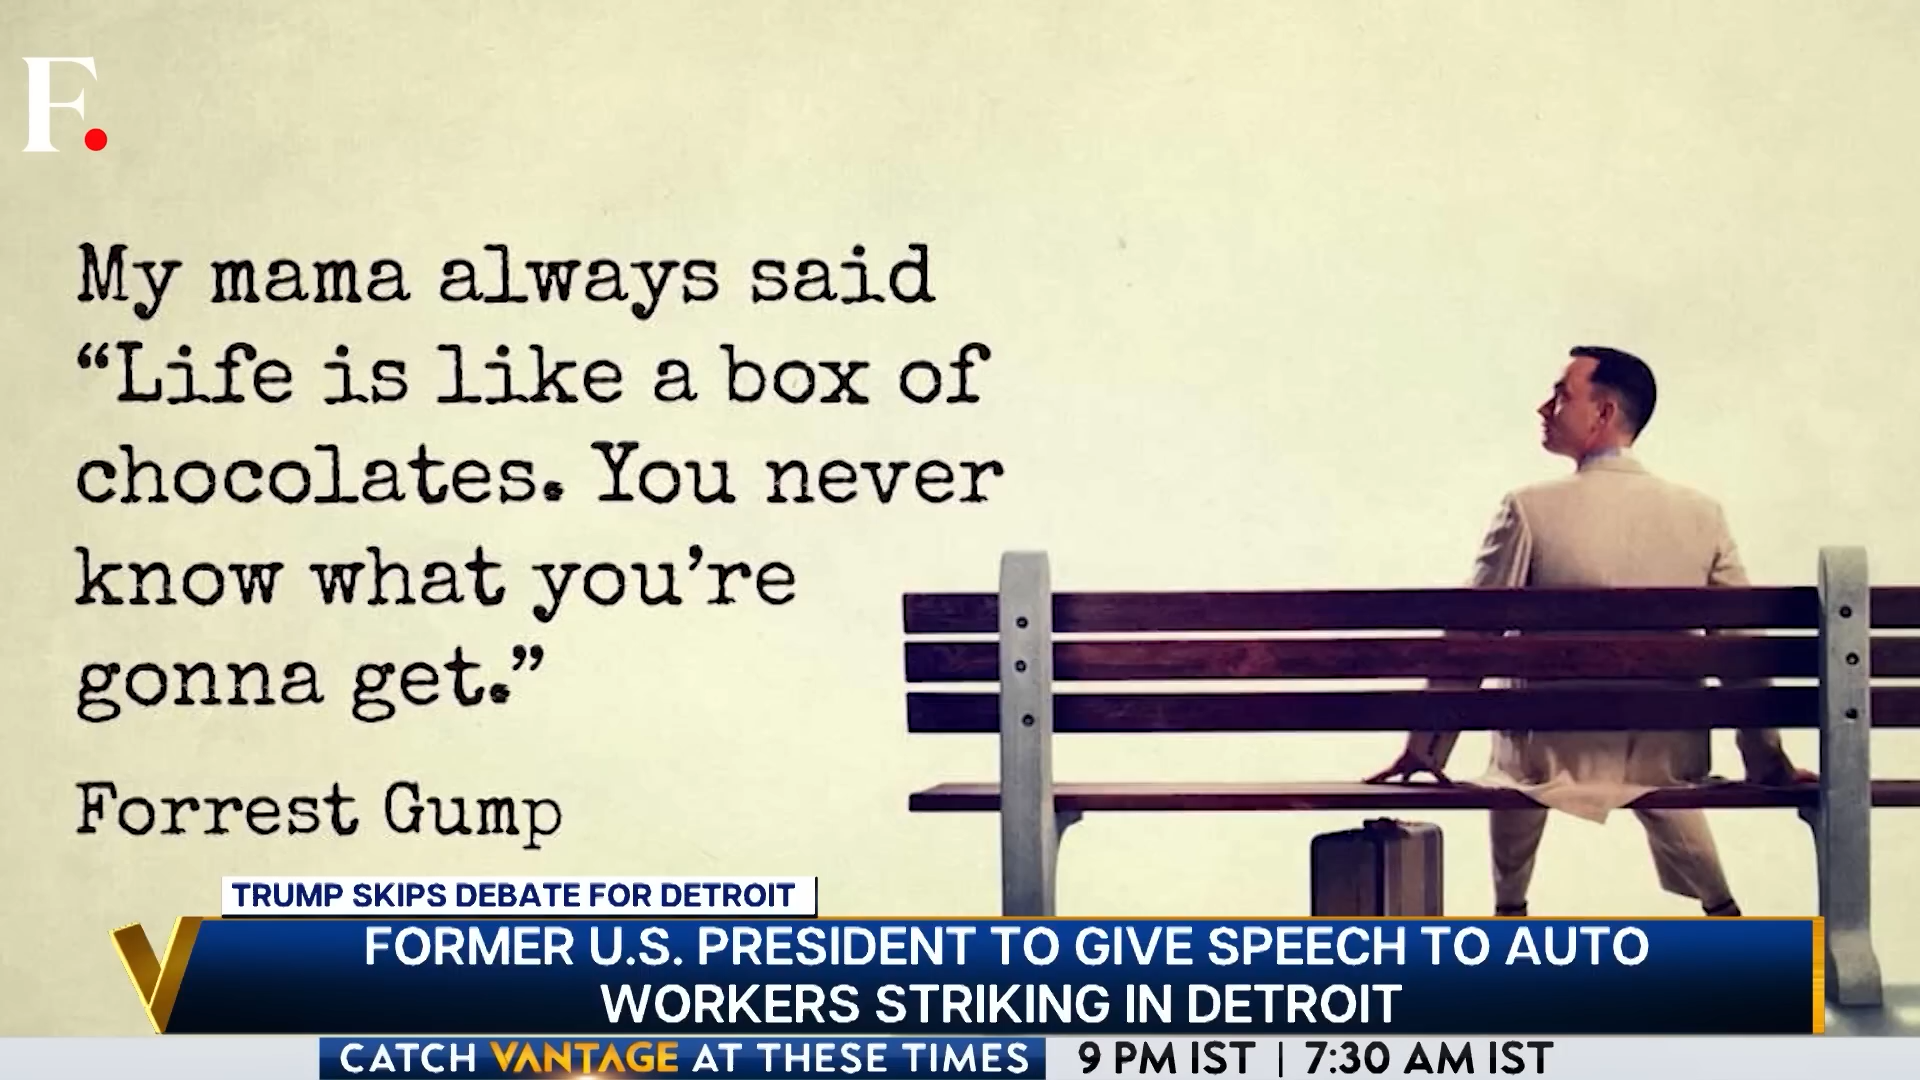 F.
My mama always said
“Life is like a box of
chocolates. You never
know what you’re
gonna get.”
Forrest Gump
TRUMP SKIPS DEBATE FOR DETROIT
V
FORMER U.S. PRESIDENT TO GIVE SPEECH TO AUTO
WORKERS STRIKING IN DETROIT
CATCH VANTAGE AT THESE TIMES 9 PM IST | 7:30 AM IST